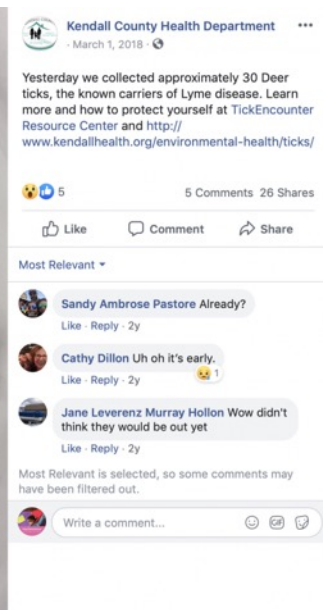 Kendall County Health Department
· March 1, 2018 ·
Yesterday we collected approximately 30 Deer
ticks, the known carriers of Lyme disease. Learn
more and how to protect yourself at TickEncounter
Resource Center and http://
www.kendallhealth.org/environmental-health/ticks/
5
5 Comments 26 Shares
Like Comment Share
Most Relevant
Sandy Ambrose Pastore Already?
Like · Reply · 2y
Cathy Dillon Uh oh it's early.
1
Like · Reply · 2y
Jane Leverenz Murray Hollon Wow didn't
think they would be out yet
Like · Reply · 2y
Most Relevant is selected, so some comments may
have been filtered out.
Write a comment...
GIF